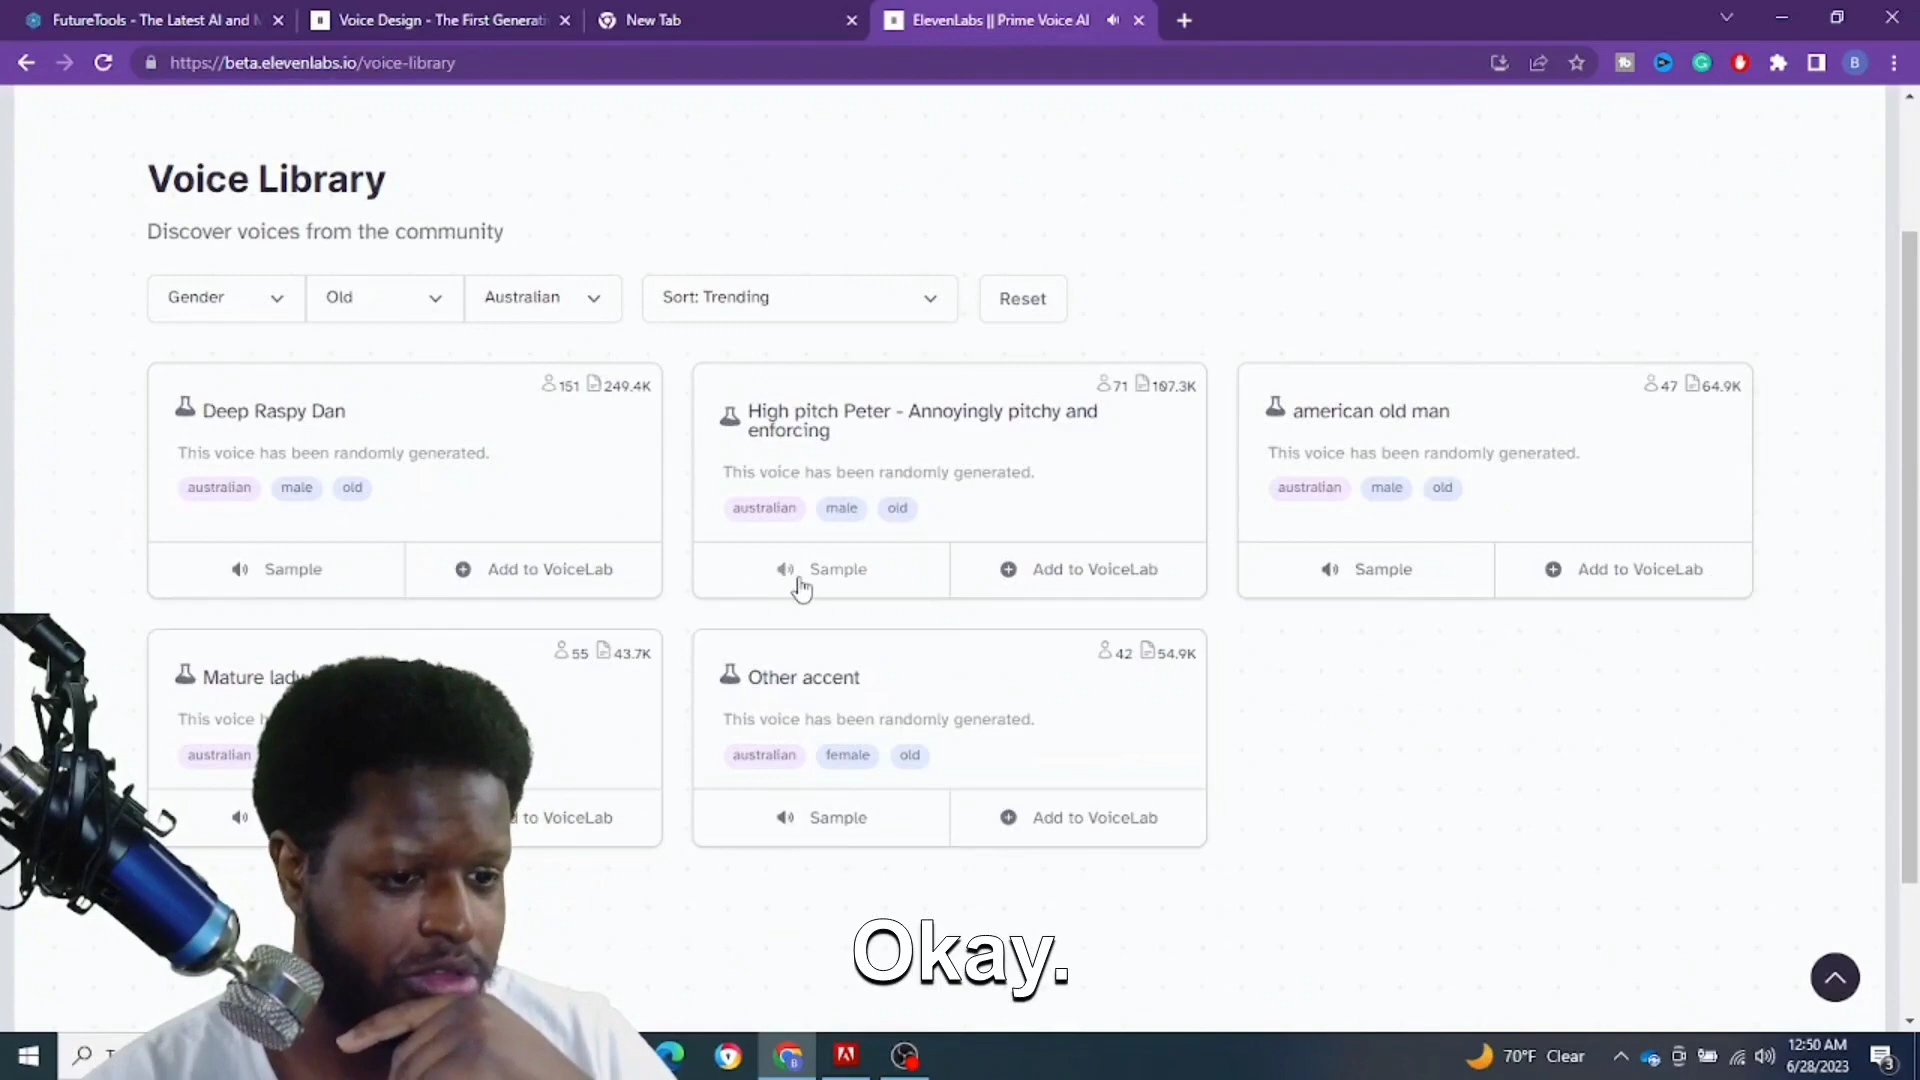 FutureTools - The Latest AI and M
Voice Design - The First Generati
New Tab
ElevenLabs || Prime Voice AI
https://beta.elevenlabs.io/voice-library
B
Voice Library
Discover voices from the community
Gender
Old
Australian
Sort: Trending
Reset
151 249.4K
Deep Raspy Dan
This voice has been randomly generated.
australian male old
Sample
Add to VoiceLab
71 107.3K
High pitch Peter - Annoyingly pitchy and
enforcing
This voice has been randomly generated.
australian male old
Sample
Add to VoiceLab
47 64.9K
american old man
This voice has been randomly generated.
australian male old
Sample
Add to VoiceLab
55 43.7K
Mature lady
This voice h
australian
d to VoiceLab
42 54.9K
Other accent
This voice has been randomly generated.
australian female old
Sample
Add to VoiceLab
Okay.
70°F Clear
12:50 AM
6/28/2023
3